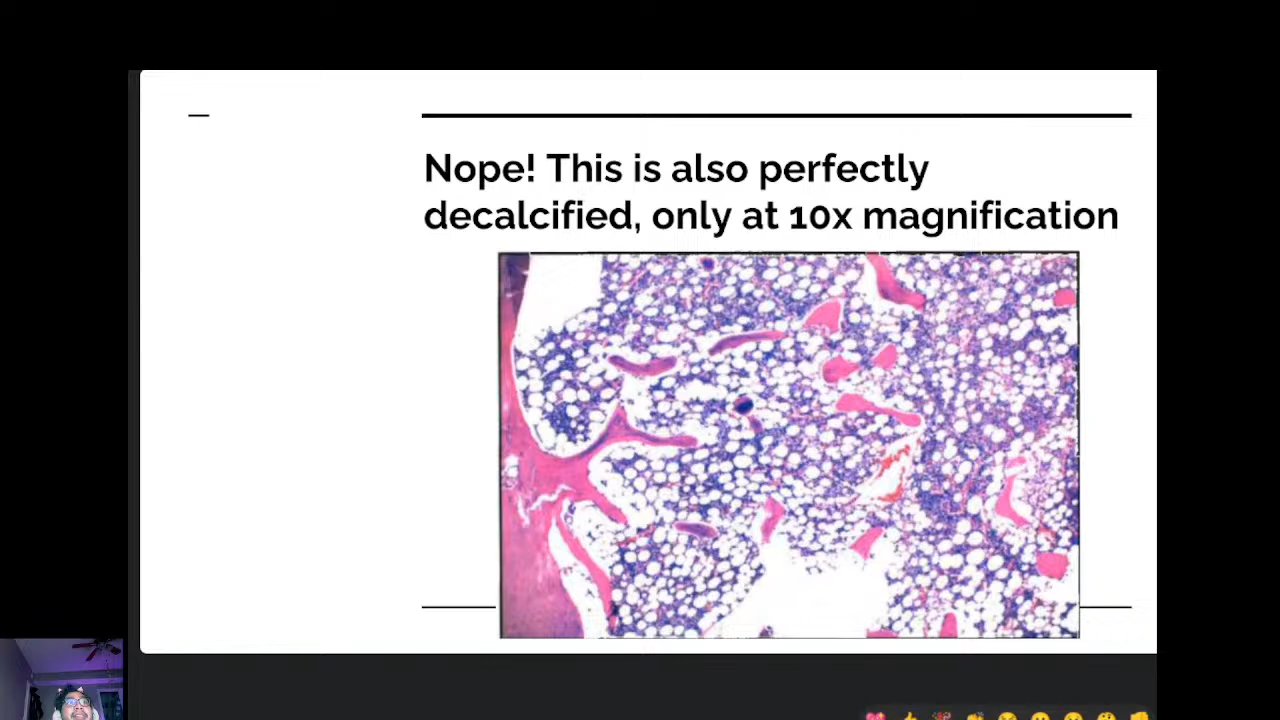 Nope! This is also perfectly
decalcified, only at 10x magnification